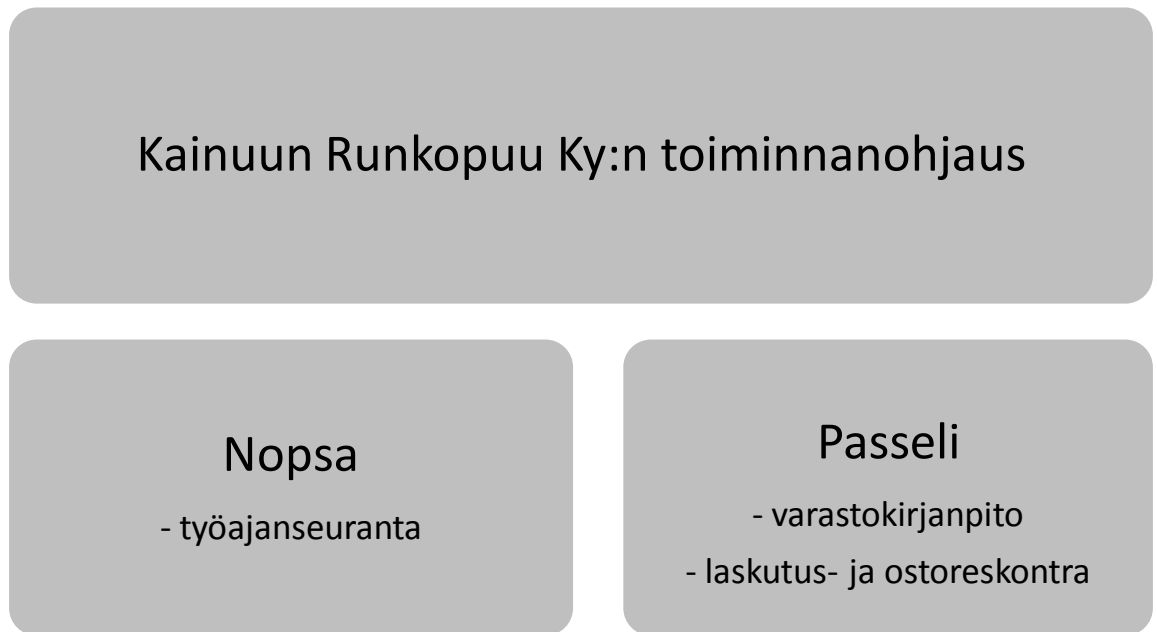 Kainuun Runkopuu Ky:n toiminnanohjaus
Nopsa
- työajanseuranta
Passeli
- varastokirjanpito
- laskutus- ja ostoreskontra